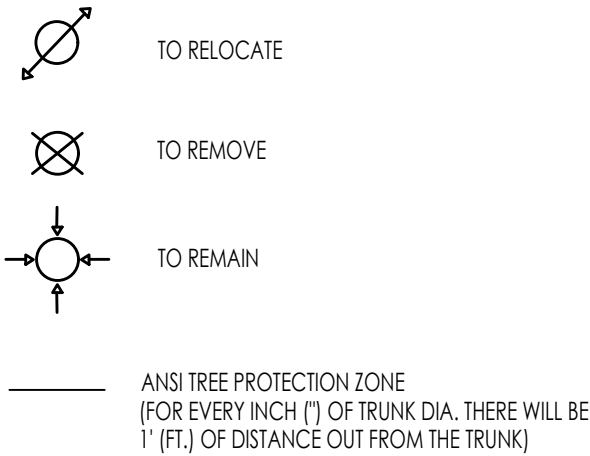 TO RELOCATE
TO REMOVE
TO REMAIN
ANSI TREE PROTECTION ZONE
(FOR EVERY INCH (") OF TRUNK DIA. THERE WILL BE
1' (FT.) OF DISTANCE OUT FROM THE TRUNK)